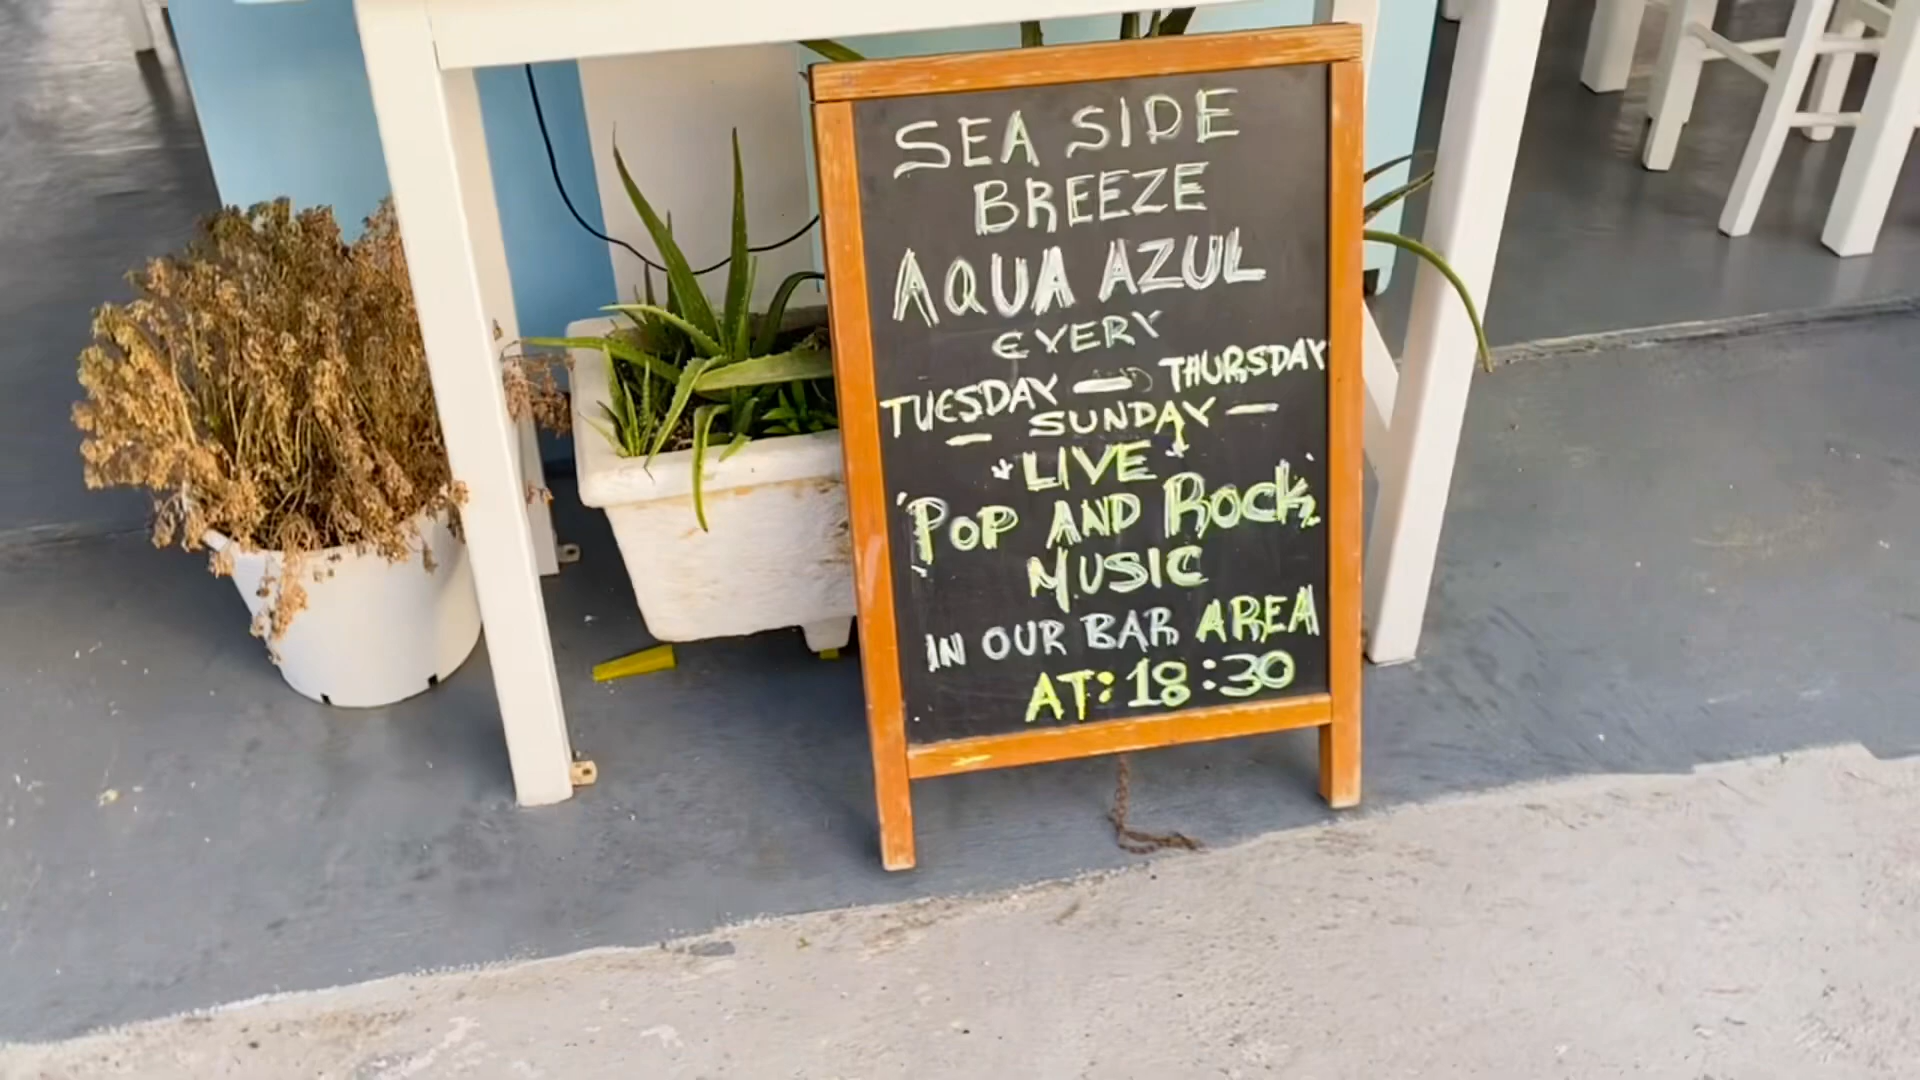 SEA SIDE
BREEZE
AQUA AZUL
EVERY
TUESDAY — THURSDAY
— SUNDAY —
LIVE
"POP AND ROCK"
MUSIC
IN OUR BAR AREA
AT: 18:30